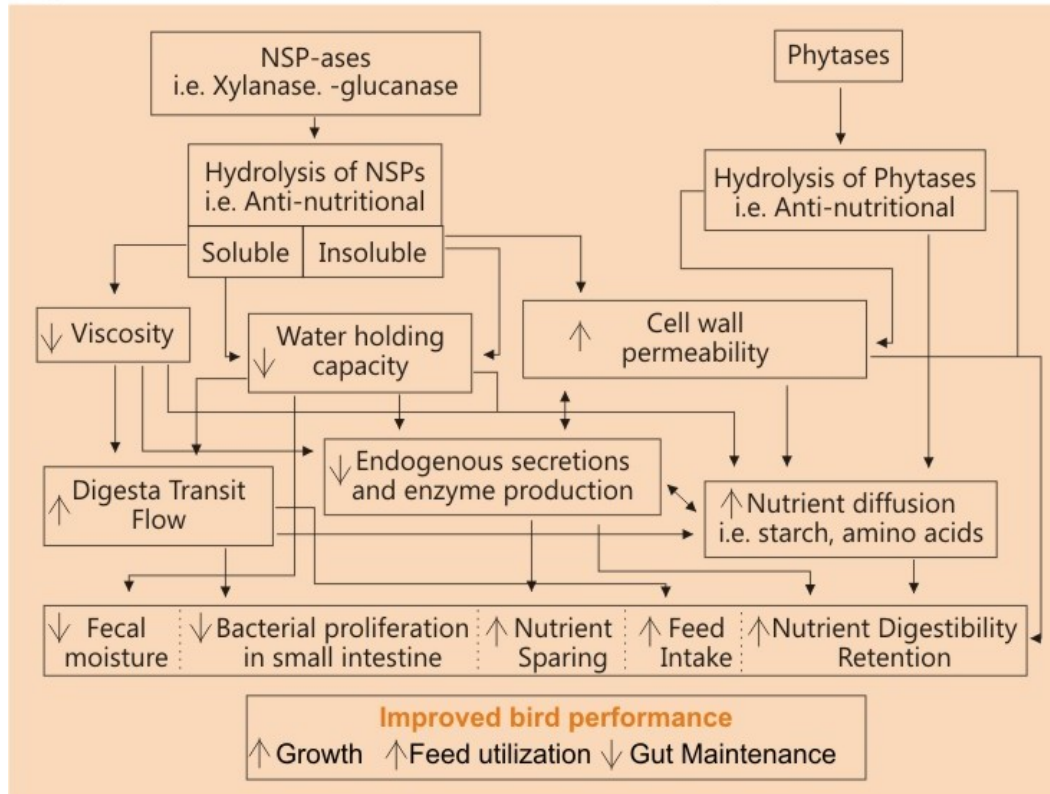 NSP-ases
i.e. Xylanase. -glucanase
Phytases
Hydrolysis of NSPs
i.e. Anti-nutritional
Soluble
Insoluble
Hydrolysis of Phytases
i.e. Anti-nutritional
↓ Viscosity
Water holding
↓ capacity
↑ Cell wall
permeability
↑ Digesta Transit
Flow
↓ Endogenous secretions
and enzyme production
↑ Nutrient diffusion
i.e. starch, amino acids
↓ Fecal
moisture
↓ Bacterial proliferation
in small intestine
↑ Nutrient
Sparing
↑ Feed
Intake
↑ Nutrient Digestibility
Retention
Improved bird performance
↑ Growth ↑ Feed utilization ↓ Gut Maintenance